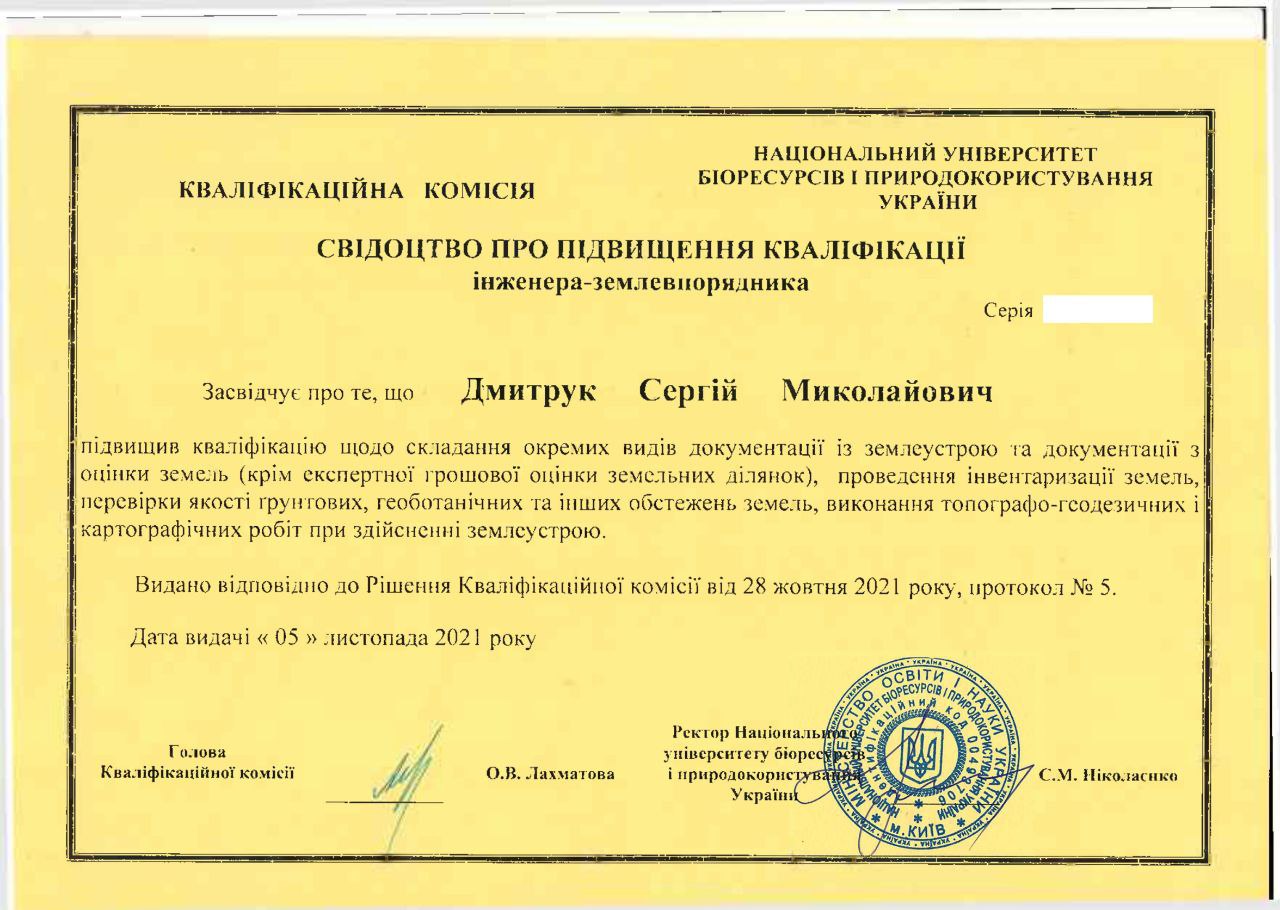 КВАЛІФІКАЦІЙНА КОМІСІЯ
НАЦІОНАЛЬНИЙ УНІВЕРСИТЕТ
БІОРЕСУРСІВ І ПРИРОДОКОРИСТУВАННЯ
УКРАЇНИ
СВІДОЦТВО ПРО ПІДВИЩЕННЯ КВАЛІФІКАЦІЇ
інженера-землевпорядника
Серія
Засвідчує про те, що Дмитрук Сергій Миколайович
підвищив кваліфікацію щодо складання окремих видів документації із землеустрою та документації з
оцінки земель (крім експертної грошової оцінки земельних ділянок), проведення інвентаризації земель,
перевірки якості ґрунтових, геоботанічних та інших обстежень земель, виконання топографо-геодезичних і
картографічних робіт при здійсненні землеустрою.
Видано відповідно до Рішення Кваліфікаційної комісії від 28 жовтня 2021 року, протокол № 5.
Дата видачі « 05 » листопада 2021 року
Голова
Кваліфікаційної комісії
О.В. Лахматова
Ректор Національного
університету біоресурсів
і природокористування
України
С.М. Ніколаєнко
МІНІСТЕРСТВО ОСВІТИ І НАУКИ УКРАЇНИ
НАЦІОНАЛЬНИЙ УНІВЕРСИТЕТ БІОРЕСУРСІВ І ПРИРОДОКОРИСТУВАННЯ УКРАЇНИ
Ідентифікаційний код 00493706
м.КИЇВ